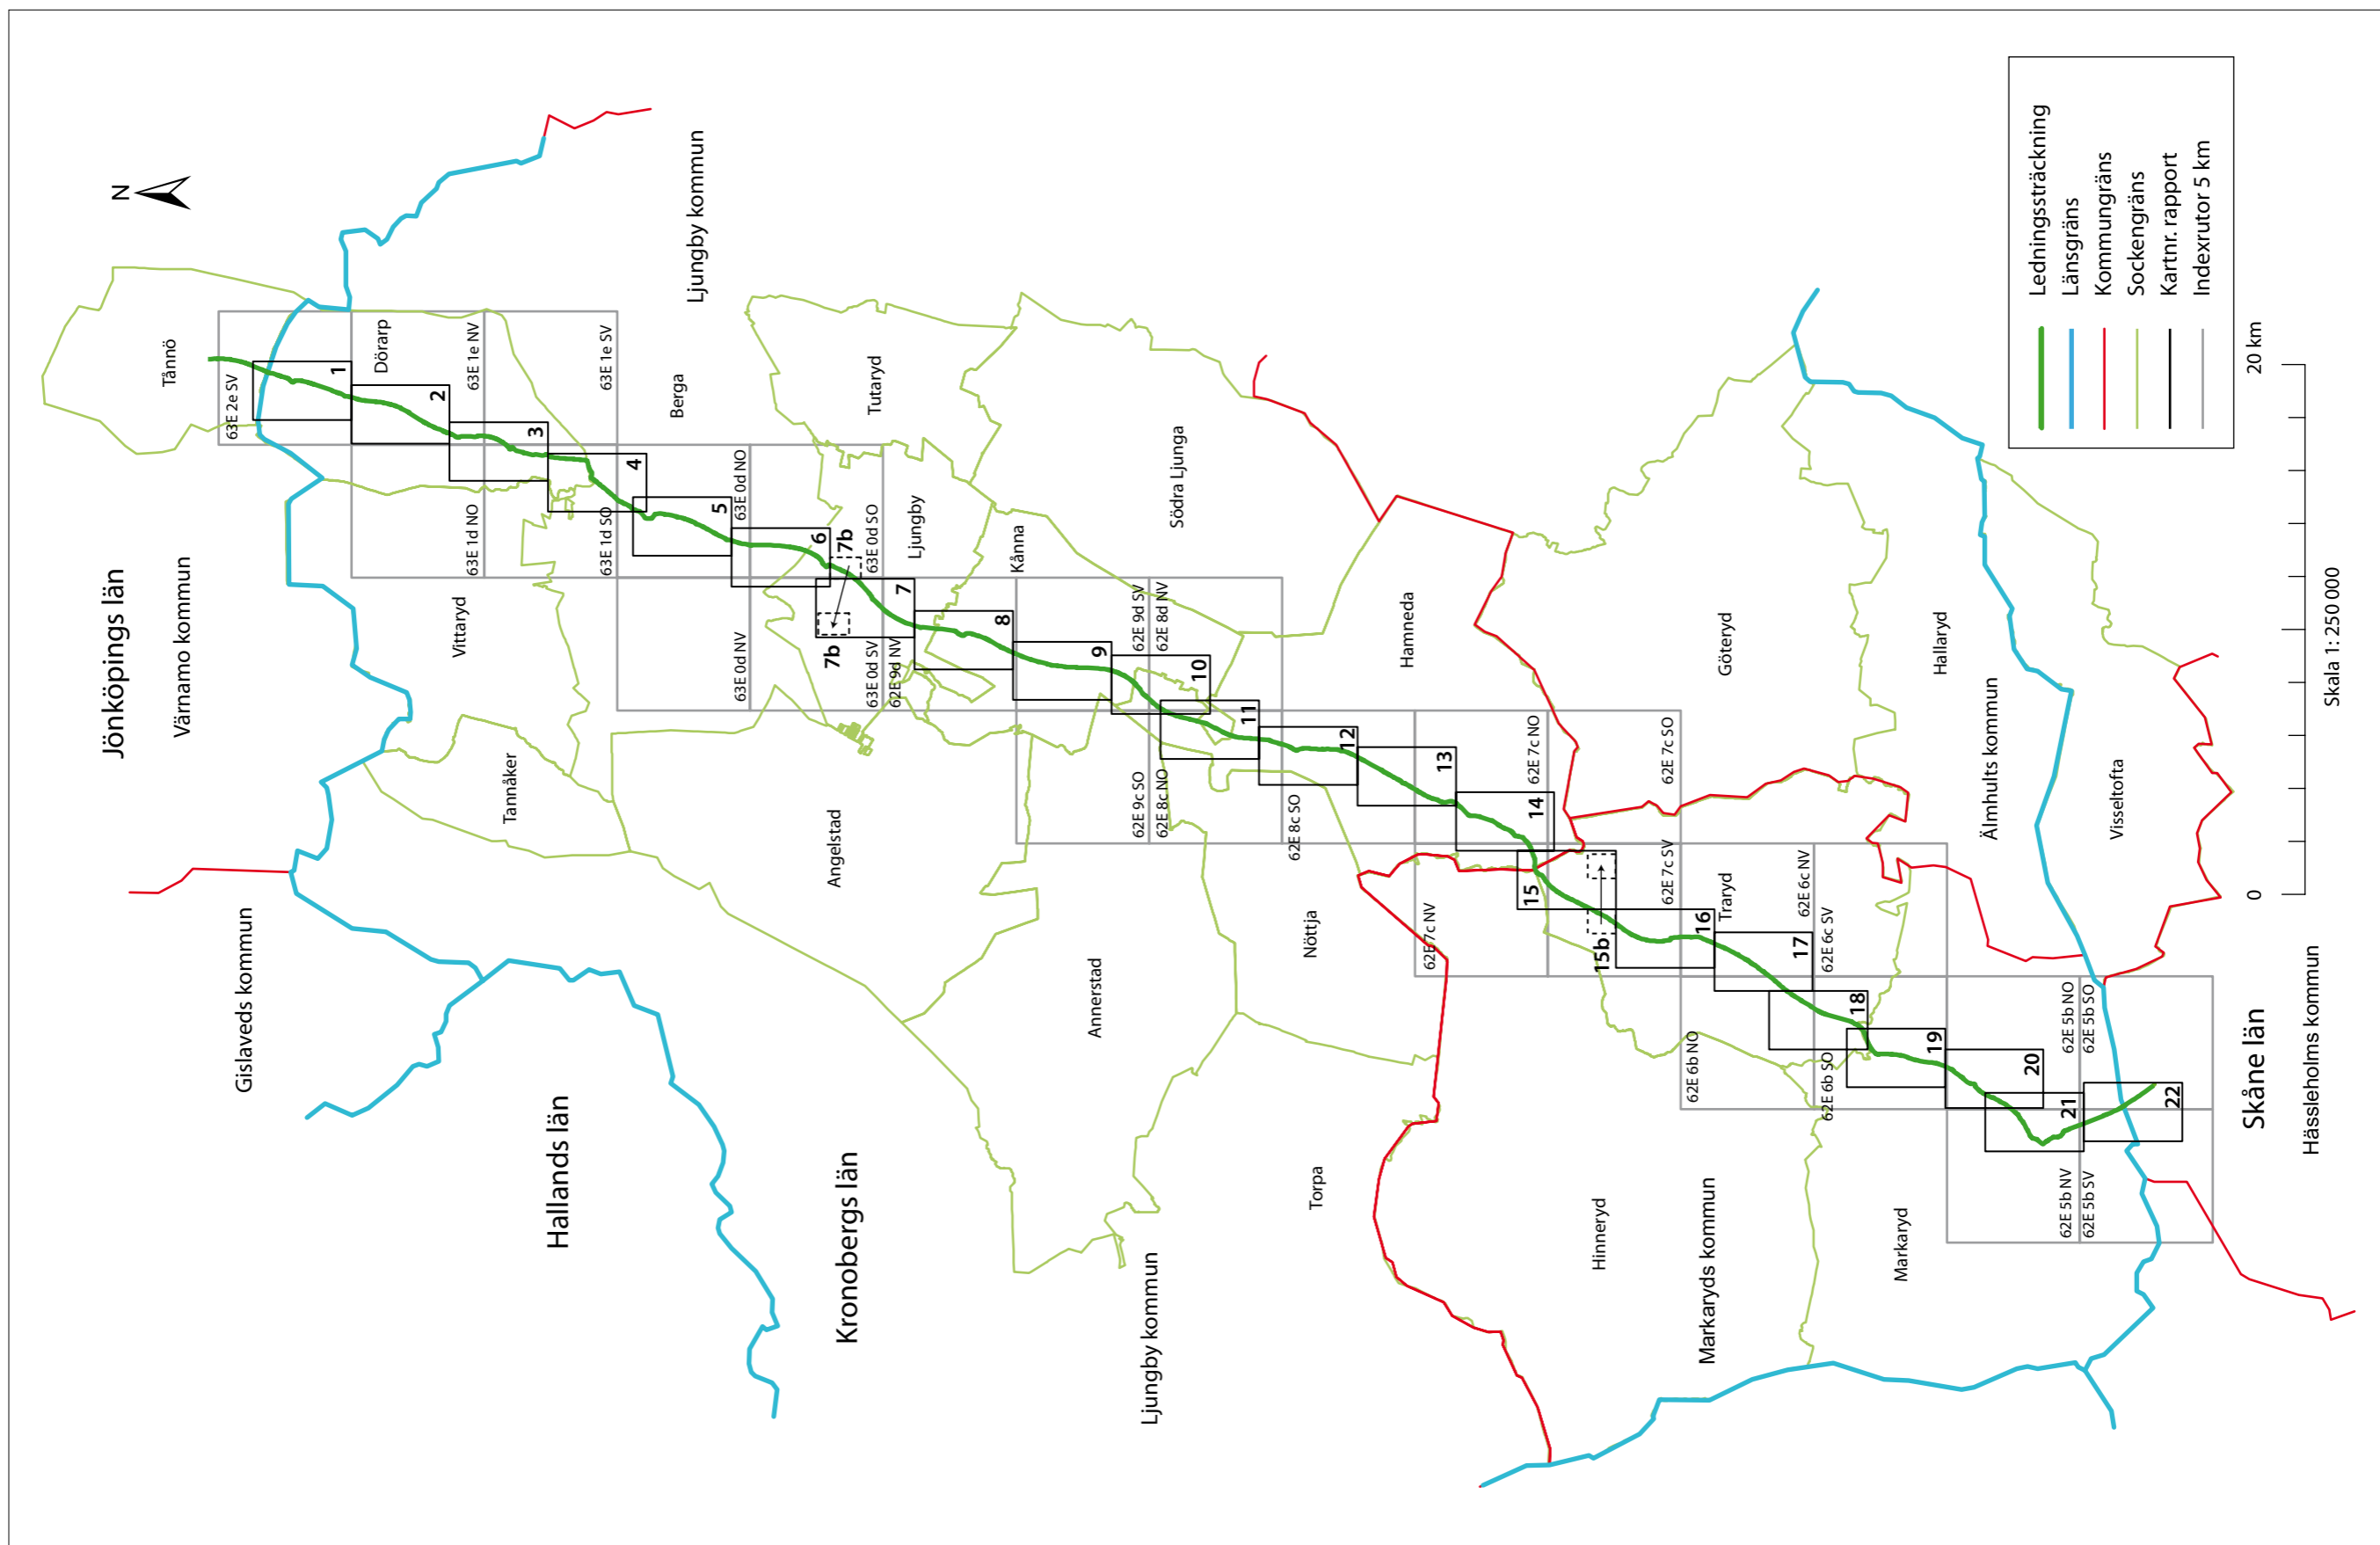 N
Jönköpings län
Värnamo kommun
Gislaveds kommun
Hallands län
Kronobergs län
Ljungby kommun
Ljungby kommun
Tånnö
Dörarp
Vittaryd
Tannåker
Berga
Angelstad
Tutaryd
Ljungby
Kånna
Annerstad
Södra Ljunga
Nöttja
Torpa
Hamneda
Hinneryd
Markaryds kommun
Traryd
Göteryd
Markaryd
Hallaryd
Älmhults kommun
Visseltofta
Skåne län
Hässleholms kommun
63E 2e SV
63E 1e NV
63E 1e SV
63E 1d NO
63E 1d SO
63E 0d NO
63E 0d NV
63E 0d SO
63E 0d SV
62E 9d NV
62E 9d SV
62E 8d NV
62E 9c SO
62E 8c NO
62E 8c SO
62E 7c NO
62E 7c NV
62E 7c SO
62E 7c SV
62E 6c NV
62E 6c SV
62E 6b NO
62E 6b SO
62E 5b NO
62E 5b SO
62E 5b NV
62E 5b SV
1
2
3
4
5
6
7b
7b
7
8
9
10
11
12
13
14
15
15b
16
17
18
19
20
21
22
Ledningssträckning
Länsgräns
Kommungräns
Sockengräns
Kartnr. rapport
Indexrutor 5 km
0
20 km
Skala 1: 250 000